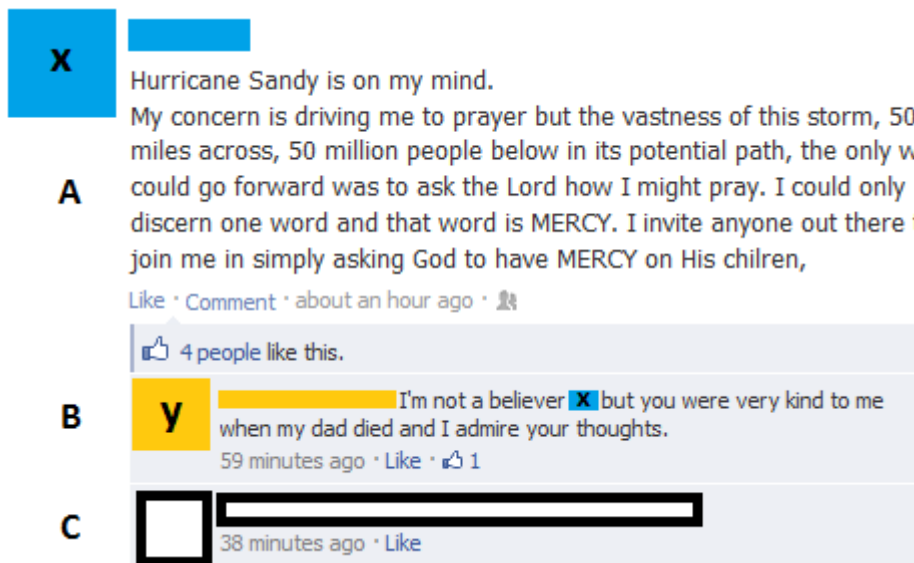 x
Hurricane Sandy is on my mind.
My concern is driving me to prayer but the vastness of this storm, 50
miles across, 50 million people below in its potential path, the only
A
could go forward was to ask the Lord how I might pray. I could only
discern one word and that word is MERCY. I invite anyone out there
join me in simply asking God to have MERCY on His chilren,
Like · Comment · about an hour ago ·
4 people like this.
B
y
I'm not a believer x but you were very kind to me
when my dad died and I admire your thoughts.
59 minutes ago · Like · 1
C
38 minutes ago · Like